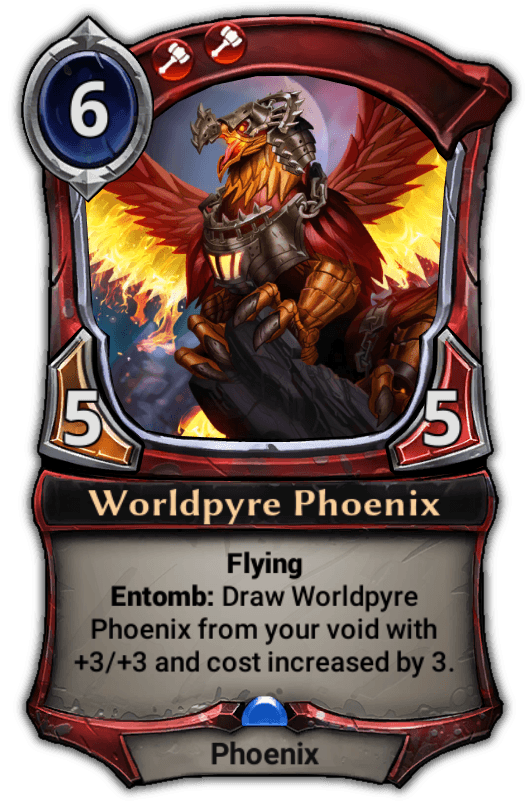 6
5
5
Worldpyre Phoenix
Flying
Entomb: Draw Worldpyre
Phoenix from your void with
+3/+3 and cost increased by 3.
Phoenix